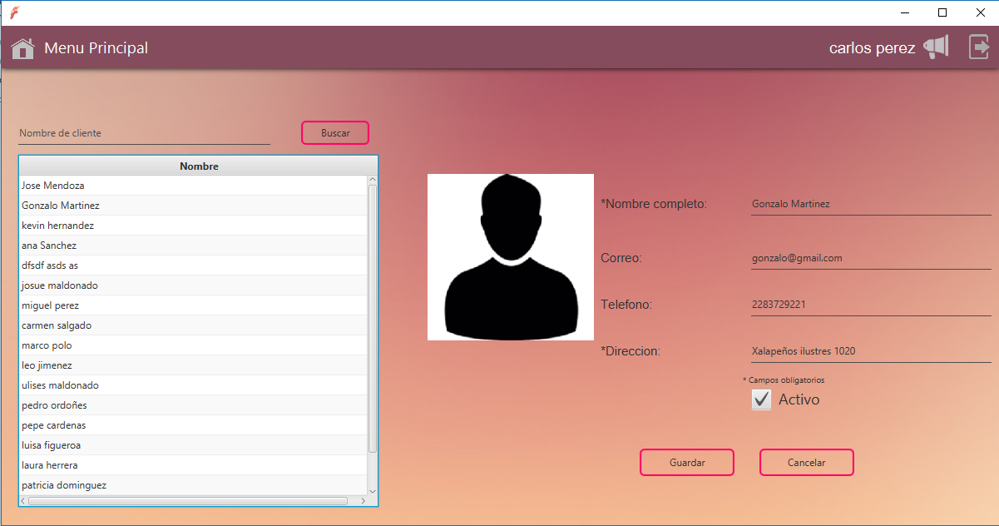 Menu Principal
carlos perez
Nombre de cliente
Buscar
Nombre
Jose Mendoza
Gonzalo Martinez
kevin hernandez
ana Sanchez
dfsdf asds as
josue maldonado
miguel perez
carmen salgado
marco polo
leo jimenez
ulises maldonado
pedro ordoñes
pepe cardenas
luisa figueroa
laura herrera
patricia dominguez
*Nombre completo: Gonzalo Martinez
Correo: gonzalo@gmail.com
Telefono: 2283729221
*Direccion: Xalapeños ilustres 1020
* Campos obligatorios
Activo
Guardar
Cancelar